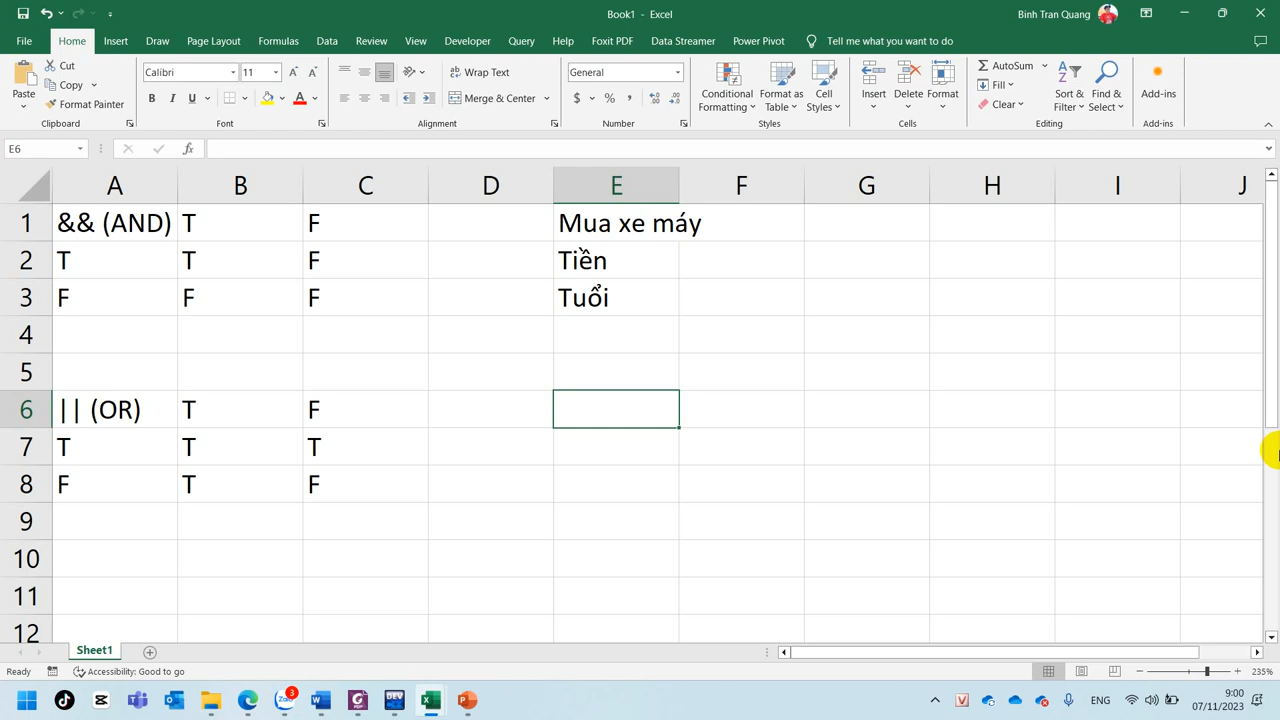 Book1 - Excel
Binh Tran Quang
File Home Insert Draw Page Layout Formulas Data Review View Developer Query Help Foxit PDF Data Streamer Power Pivot Tell me what you want to do
Paste
Cut
Copy
Format Painter
Clipboard
Calibri 11
B I U A
Font
Wrap Text
Merge & Center
Alignment
General
$ % ,
Number
Conditional Formatting
Format as Table
Cell Styles
Styles
Insert
Delete
Format
Cells
AutoSum
Fill
Clear
Sort & Filter
Find & Select
Editing
Add-ins
Add-ins
E6
fx
A B C D E F G H I J
1 && (AND) T F Mua xe máy
2 T T F Tiền
3 F F F Tuổi
4
5
6 || (OR) T F
7 T T T
8 F T F
9
10
11
12
Sheet1
Ready Accessibility: Good to go 235%
3
ENG
9:00
07/11/2023